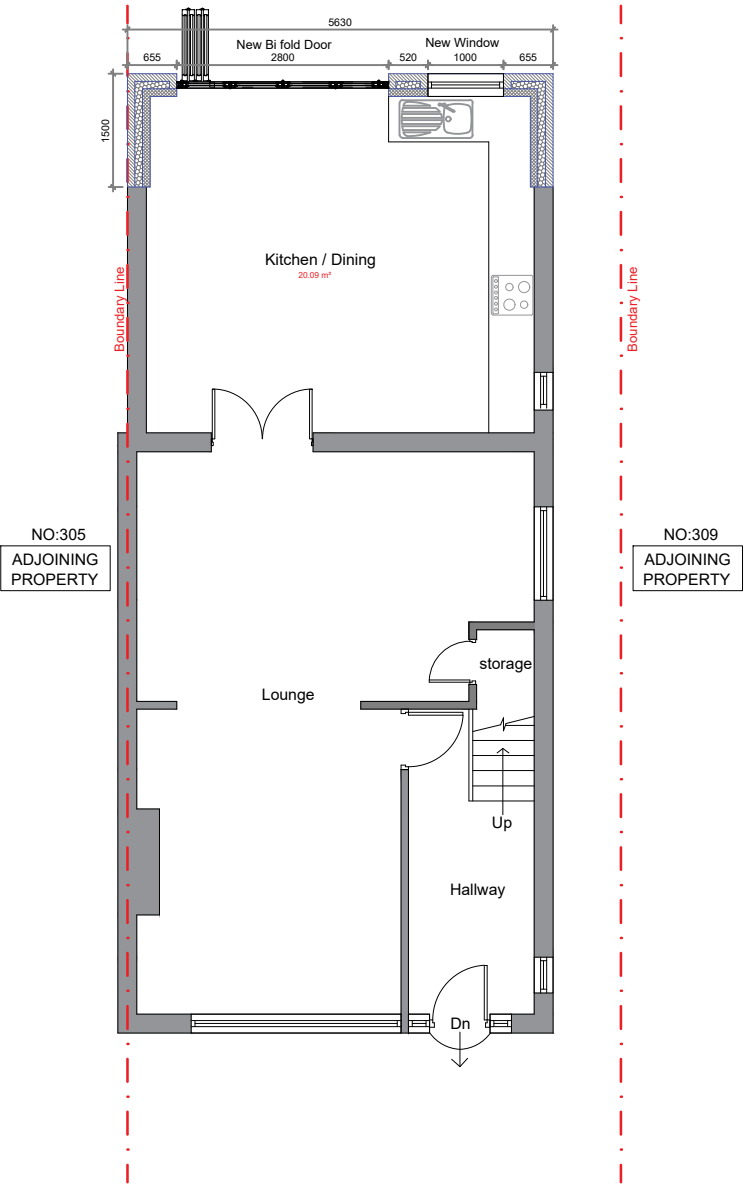 5630
New Bi fold Door
New Window
655
2800
520
1000
655
1500
Kitchen / Dining
20.09 m²
Boundary Line
Boundary Line
NO:305
ADJOINING
PROPERTY
NO:309
ADJOINING
PROPERTY
storage
Lounge
Up
Hallway
Dn